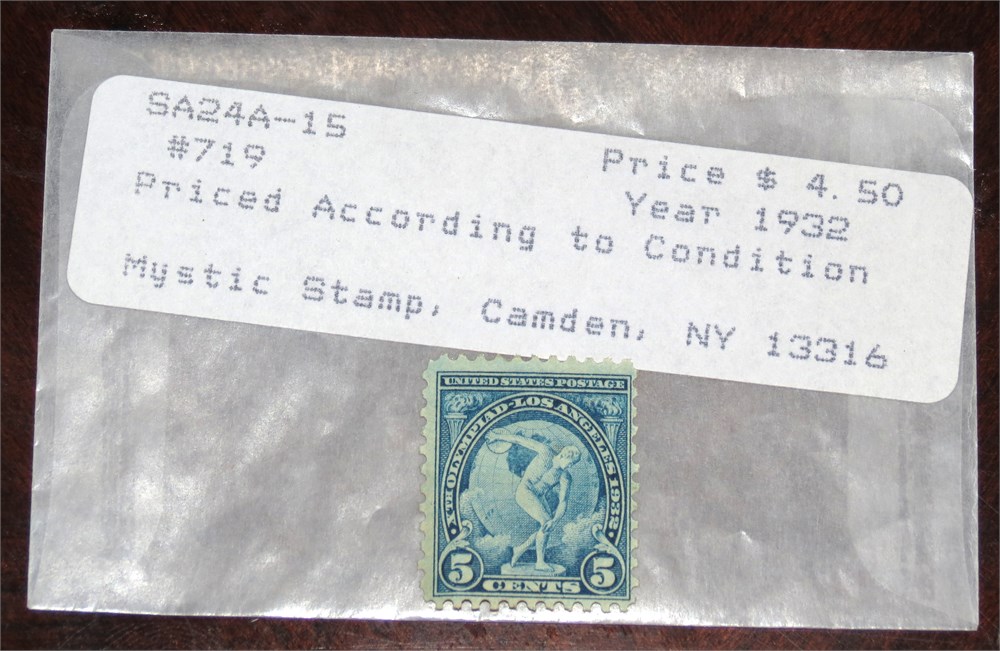 SA24A-15
#719
Price $ 4.50
Year 1932
Priced According to Condition
Mystic Stamp, Camden, NY 13316
UNITED STATES POSTAGE
XTH OLYMPIAD-LOS ANGELES 1932
5 CENTS 5